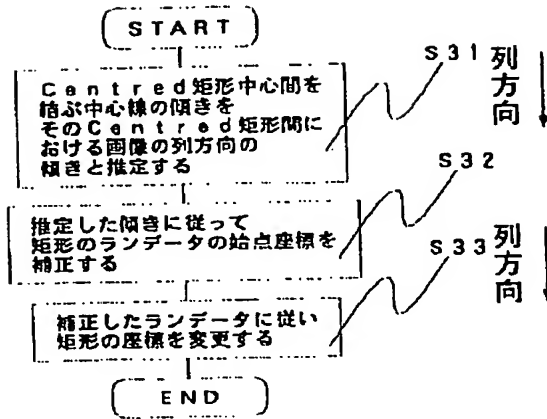 START
S31
列方向
Centred矩形中心間を
結ぶ中心線の傾きを
そのCentred矩形間に
おける画像の列方向の
傾きと推定する
S32
推定した傾きに従って
矩形のランデータの始点座標を
補正する
S33
列方向
補正したランデータに従い
矩形の座標を変更する
END